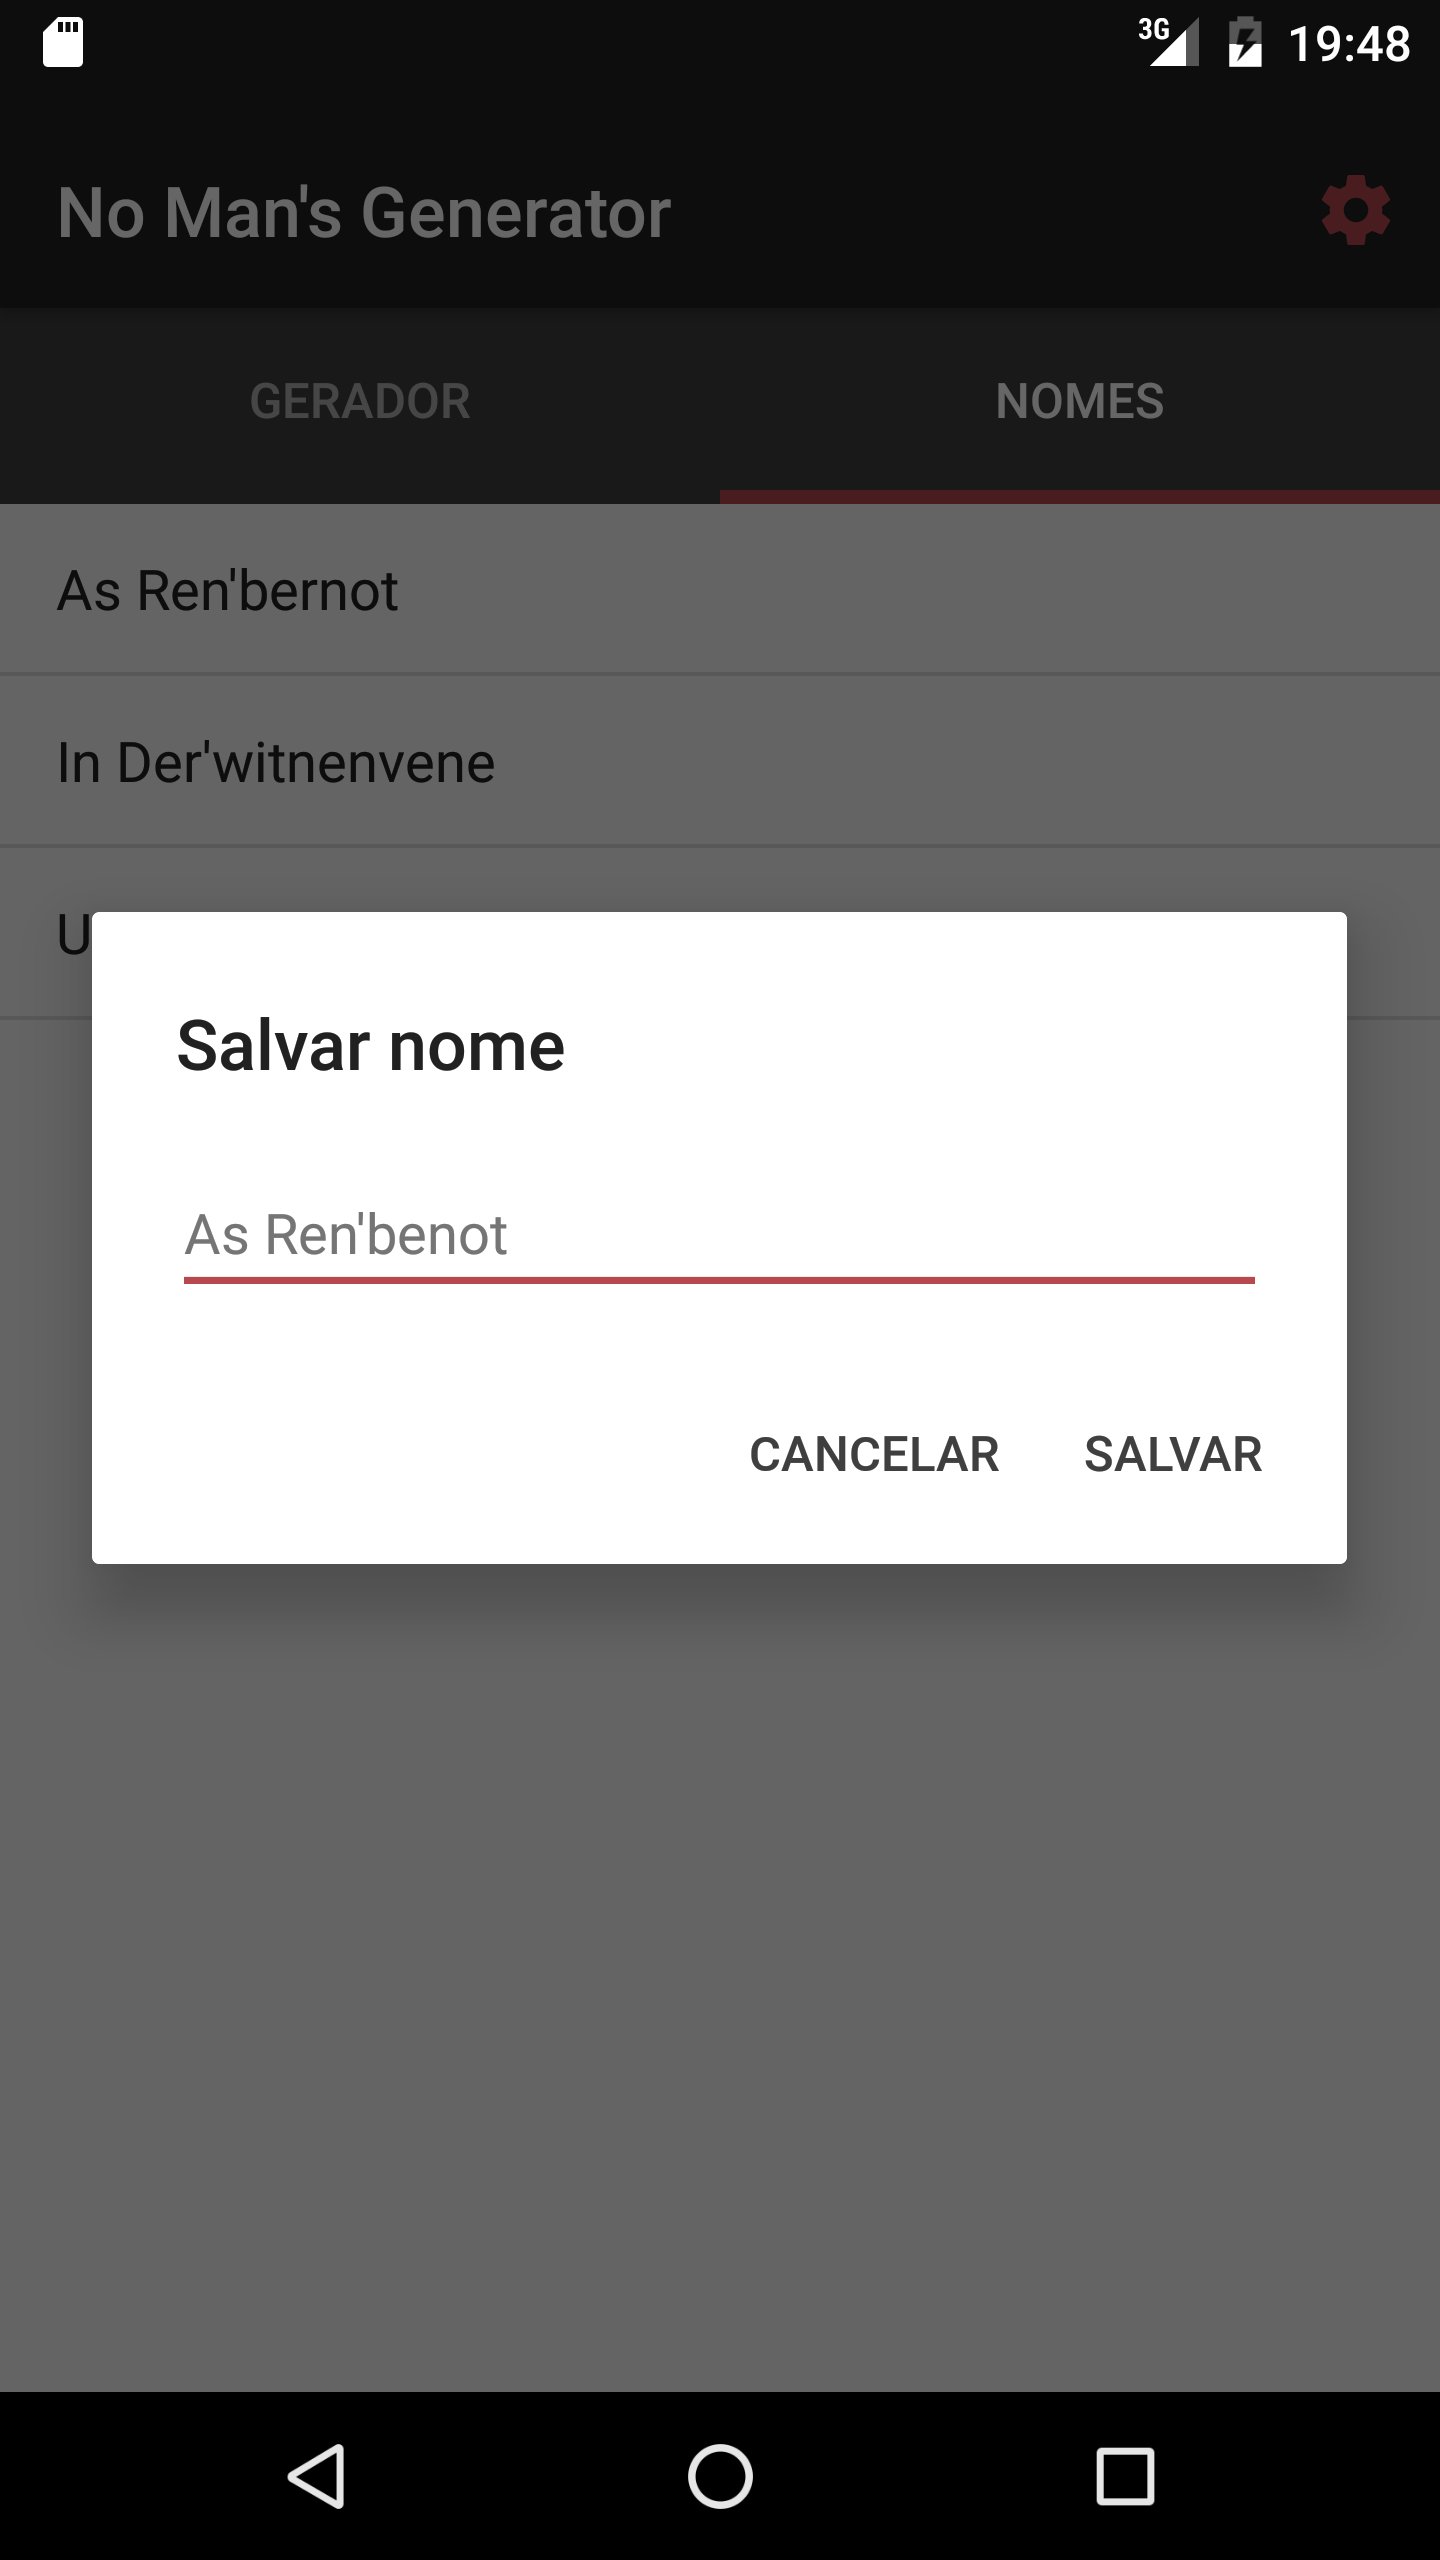 3G 19:48
No Man's Generator
GERADOR NOMES
As Ren'bernot
In Der'witnenvene
Salvar nome
As Ren'benot
CANCELAR SALVAR